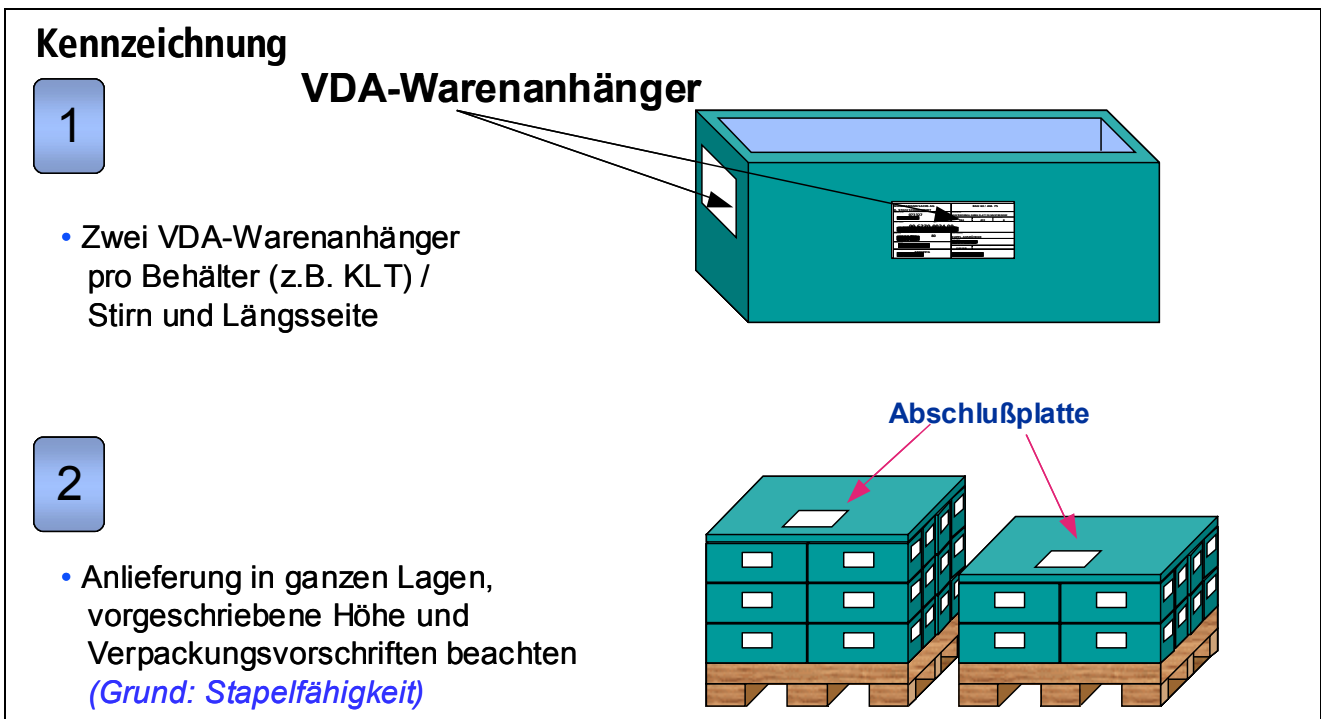 Kennzeichnung
VDA-Warenanhänger
1
• Zwei VDA-Warenanhänger
pro Behälter (z.B. KLT) /
Stirn und Längsseite
Abschlußplatte
2
• Anlieferung in ganzen Lagen,
vorgeschriebene Höhe und
Verpackungsvorschriften beachten
(Grund: Stapelfähigkeit)